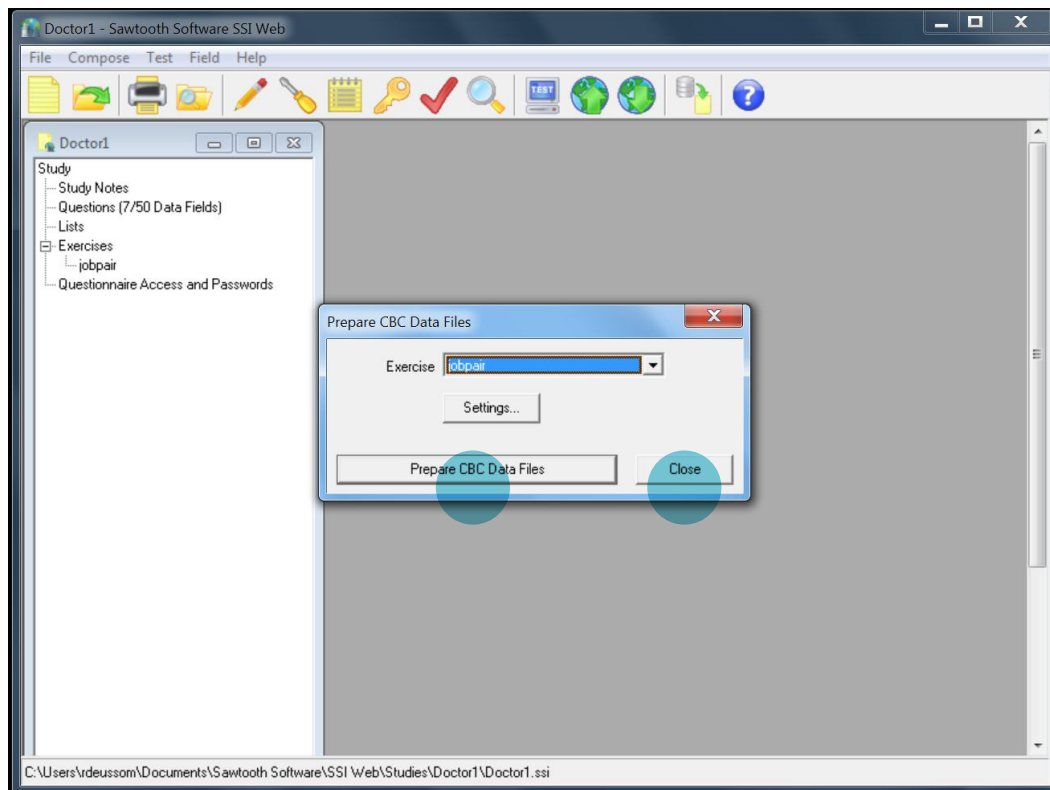 Doctor1 - Sawtooth Software SSI Web
File Compose Test Field Help
TEST
?
Doctor1
Study
Study Notes
Questions (7/50 Data Fields)
Lists
Exercises
jobpair
Questionnaire Access and Passwords
Prepare CBC Data Files
Exercise jobpair
Settings...
Prepare CBC Data Files Close
C:\Users\rdeussom\Documents\Sawtooth Software\SSI Web\Studies\Doctor1\Doctor1.ssi